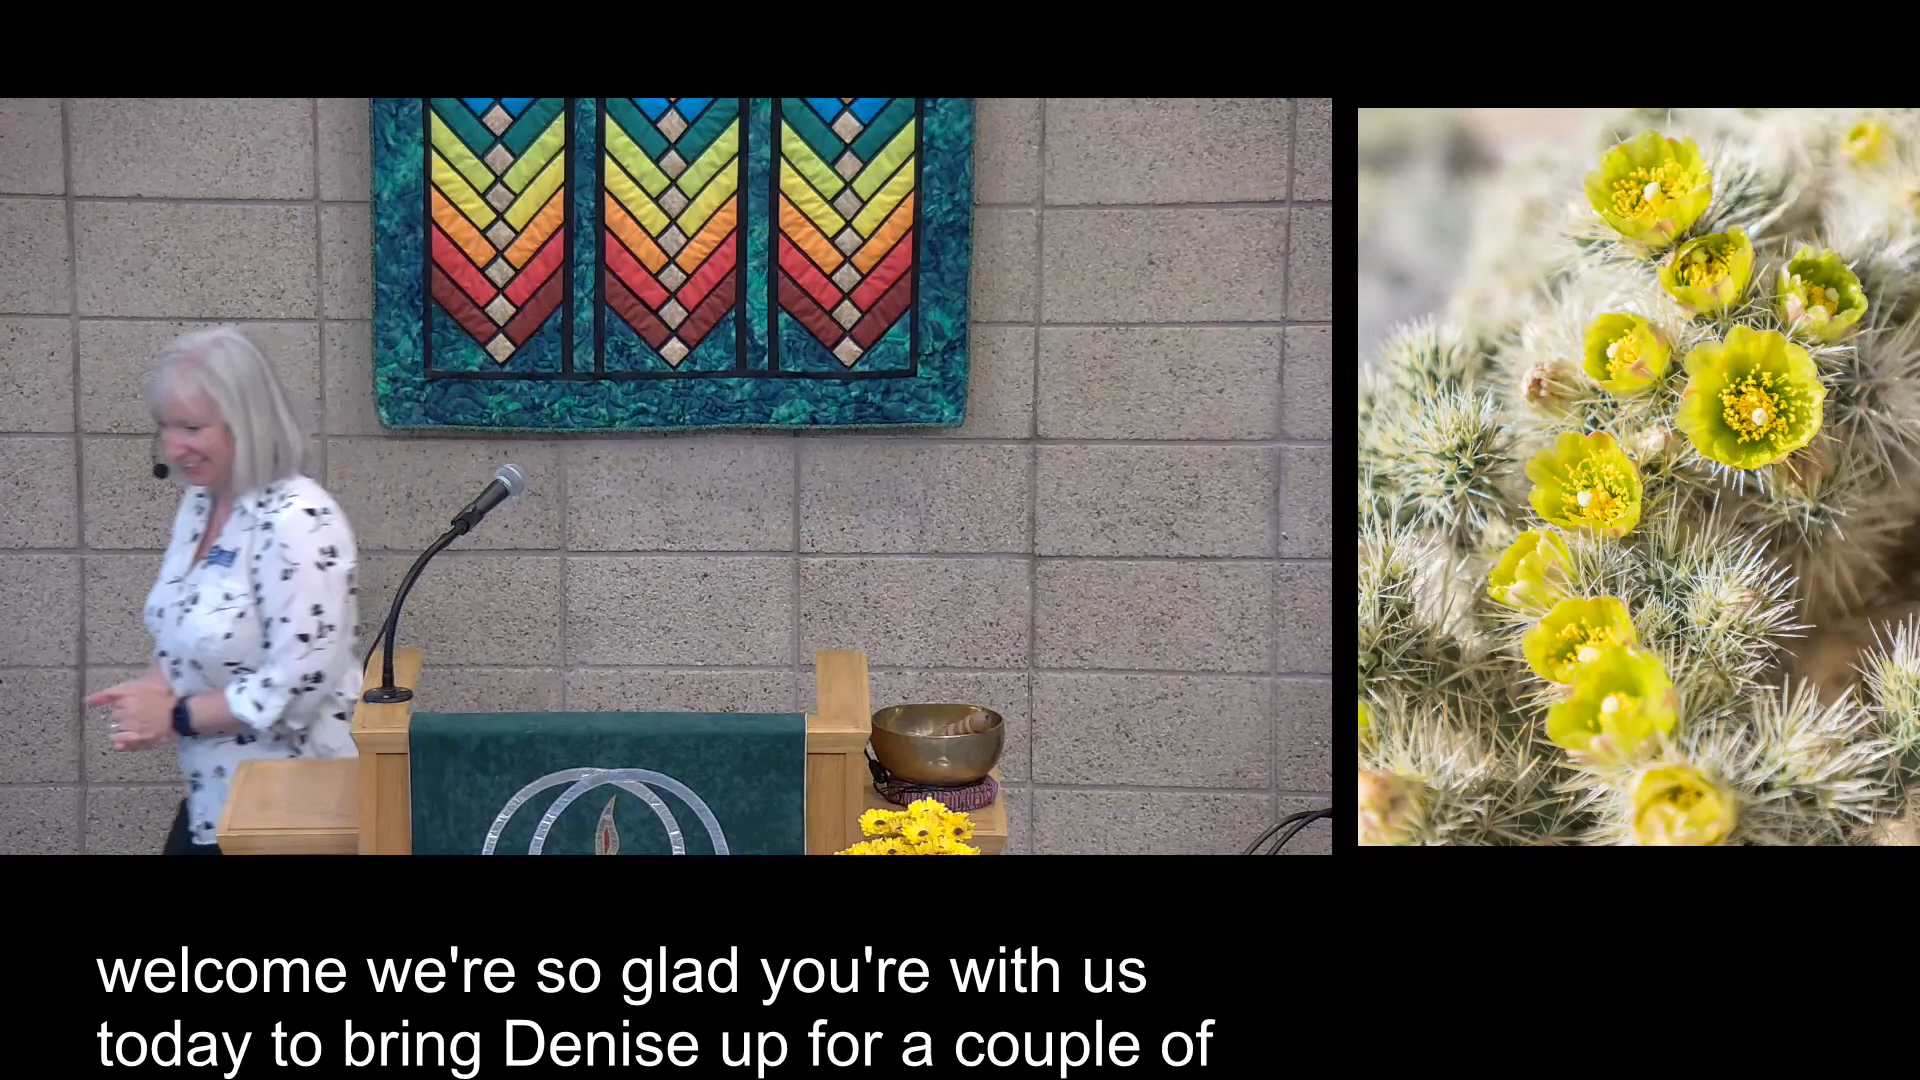 welcome we're so glad you're with us
today to bring Denise up for a couple of